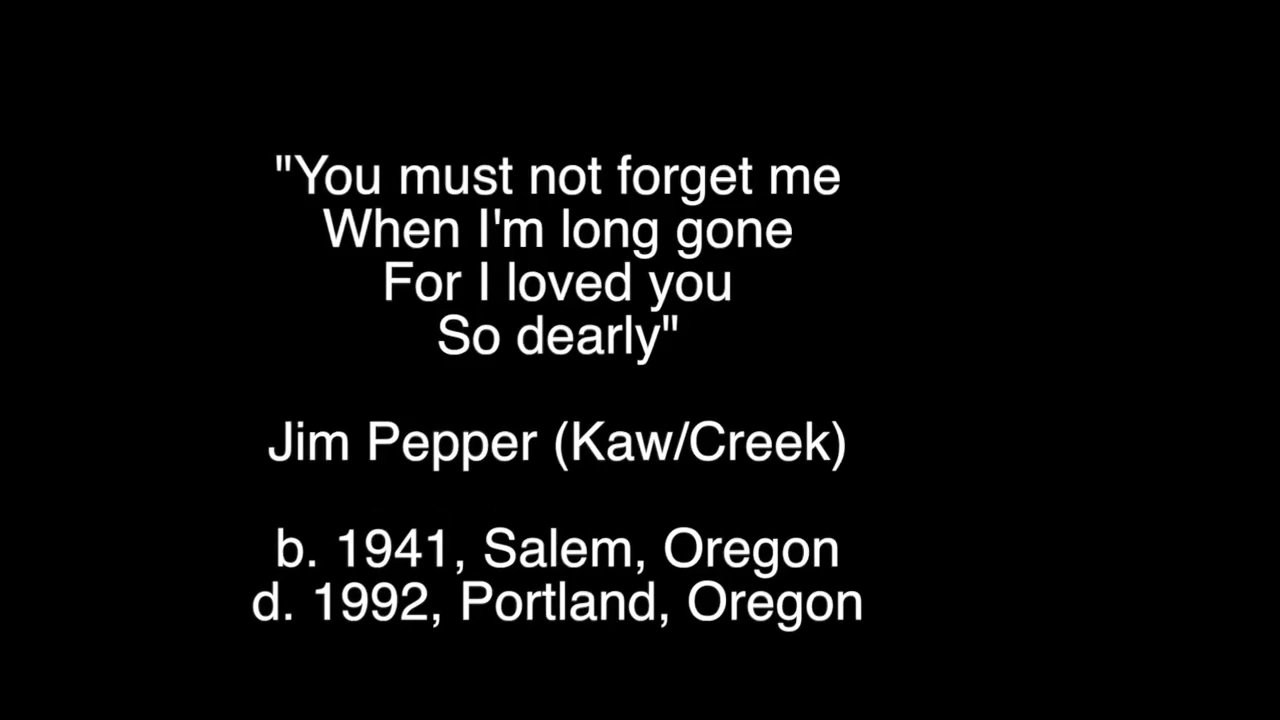 "You must not forget me
When I'm long gone
For I loved you
So dearly"
Jim Pepper (Kaw/Creek)
b. 1941, Salem, Oregon
d. 1992, Portland, Oregon